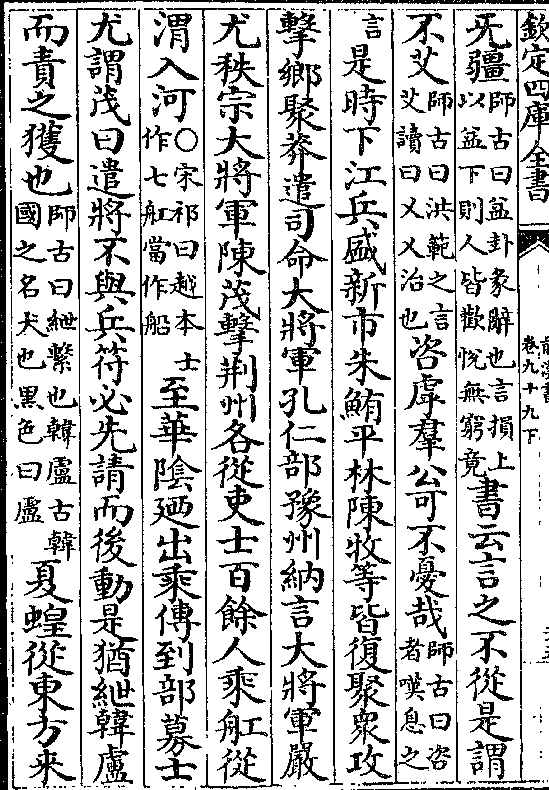 欽定四庫全書
卷九十九下
旡疆師古曰益卦彖辭也言損上以益下則人皆歡悅無窮竟書云言之不從是謂
不艾師古曰洪範之言艾讀曰乂乂治也咨虖羣公可不憂哉師古曰咨者嘆息之
言是時下江兵盛新市朱鮪平林陳牧等皆復聚衆攻
擊鄉聚莽遣司命大將軍孔仁部豫州納言大將軍嚴
尤秩宗大將軍陳茂擊荆州各從吏士百餘人乘舡從
渭入河○宋祁曰越本士作七舡當作船至華陰廼出乘傳到部募士
尤謂茂曰遣將不與兵符必先請而後動是猶紲韓盧
而責之獲也師古曰紲繫也韓盧古韓國之名犬也黑色曰盧夏蝗從東方來